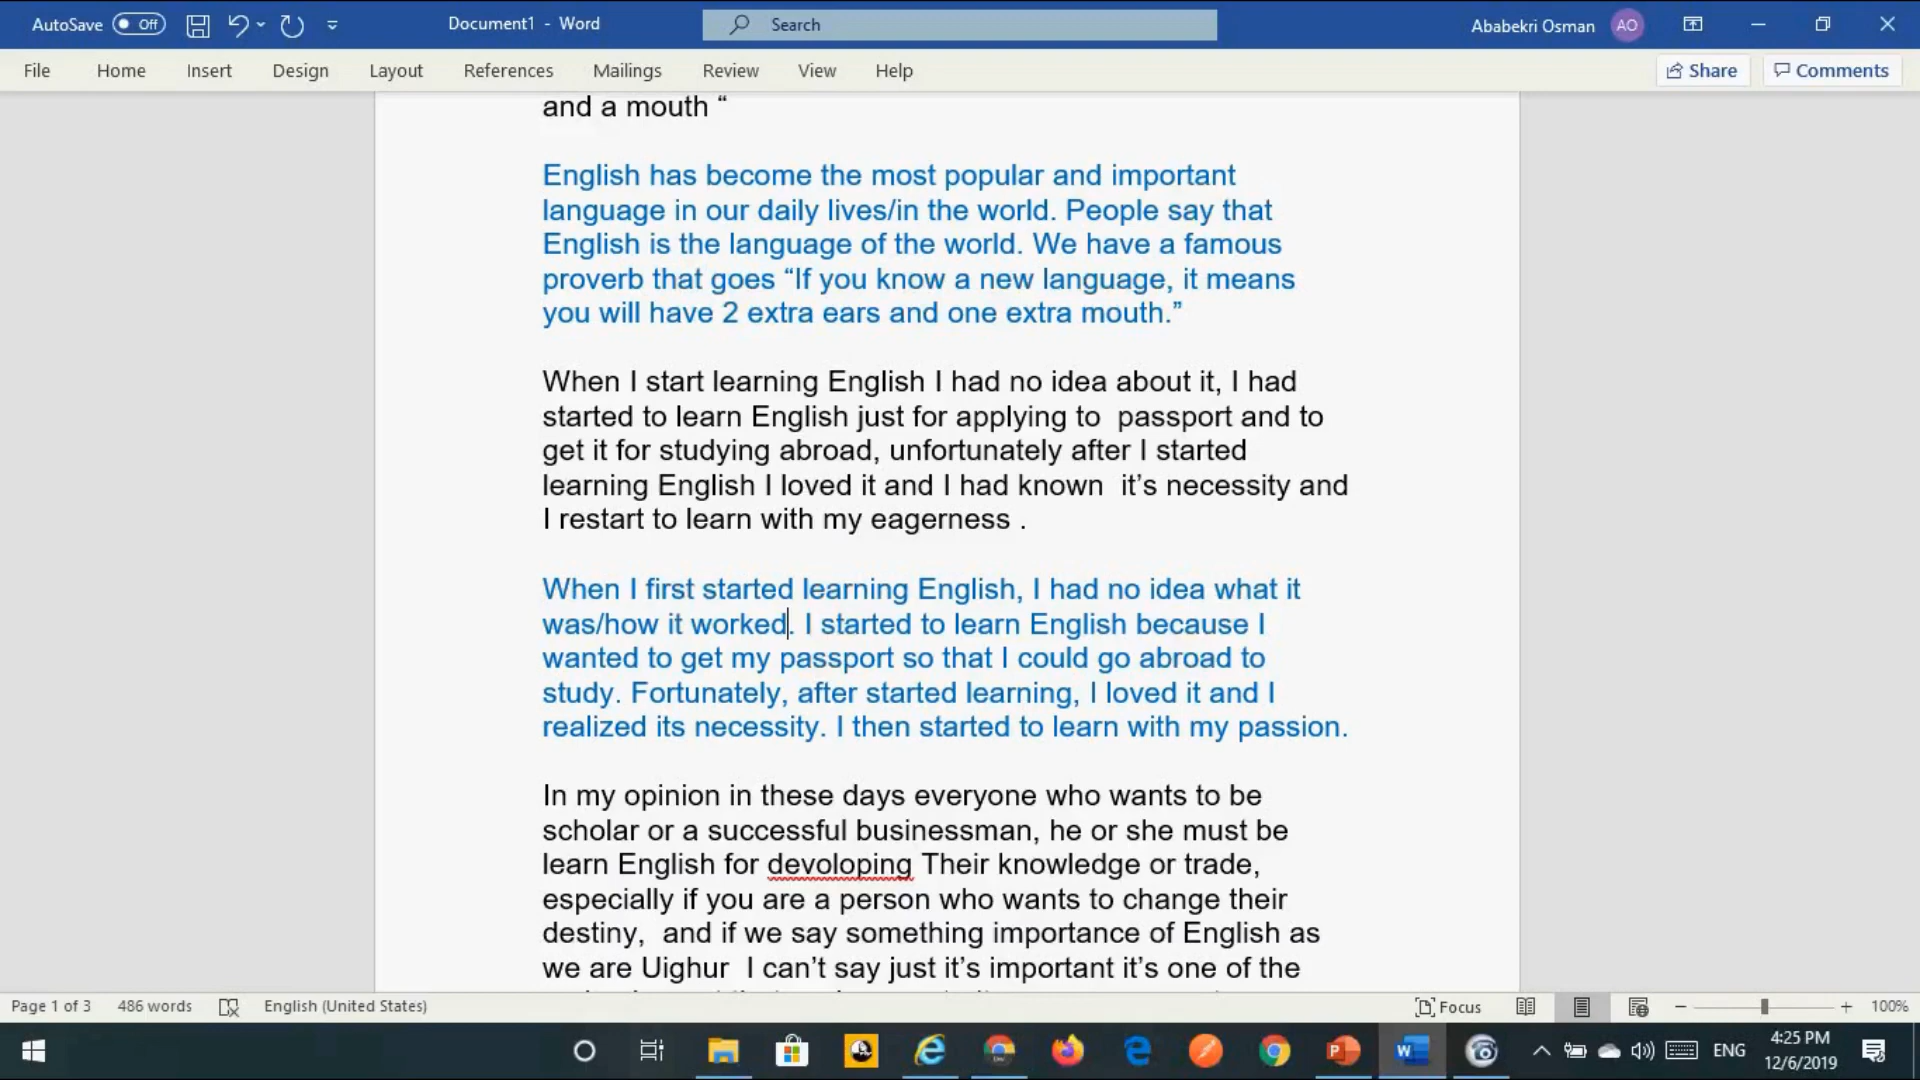 AutoSave Off Document1 - Word Search Ababekri Osman AO
File Home Insert Design Layout References Mailings Review View Help Share Comments
and a mouth “
English has become the most popular and important
language in our daily lives/in the world. People say that
English is the language of the world. We have a famous
proverb that goes “If you know a new language, it means
you will have 2 extra ears and one extra mouth.”
When I start learning English I had no idea about it, I had
started to learn English just for applying to  passport and to
get it for studying abroad, unfortunately after I started
learning English I loved it and I had known  it’s necessity and
I restart to learn with my eagerness .
When I first started learning English, I had no idea what it
was/how it worked. I started to learn English because I
wanted to get my passport so that I could go abroad to
study. Fortunately, after started learning, I loved it and I
realized its necessity. I then started to learn with my passion.
In my opinion in these days everyone who wants to be
scholar or a successful businessman, he or she must be
learn English for devoloping Their knowledge or trade,
especially if you are a person who wants to change their
destiny,  and if we say something importance of English as
we are Uighur  I can’t say just it’s important it’s one of the
Page 1 of 3 486 words English (United States) Focus 100%
ENG 4:25 PM
12/6/2019